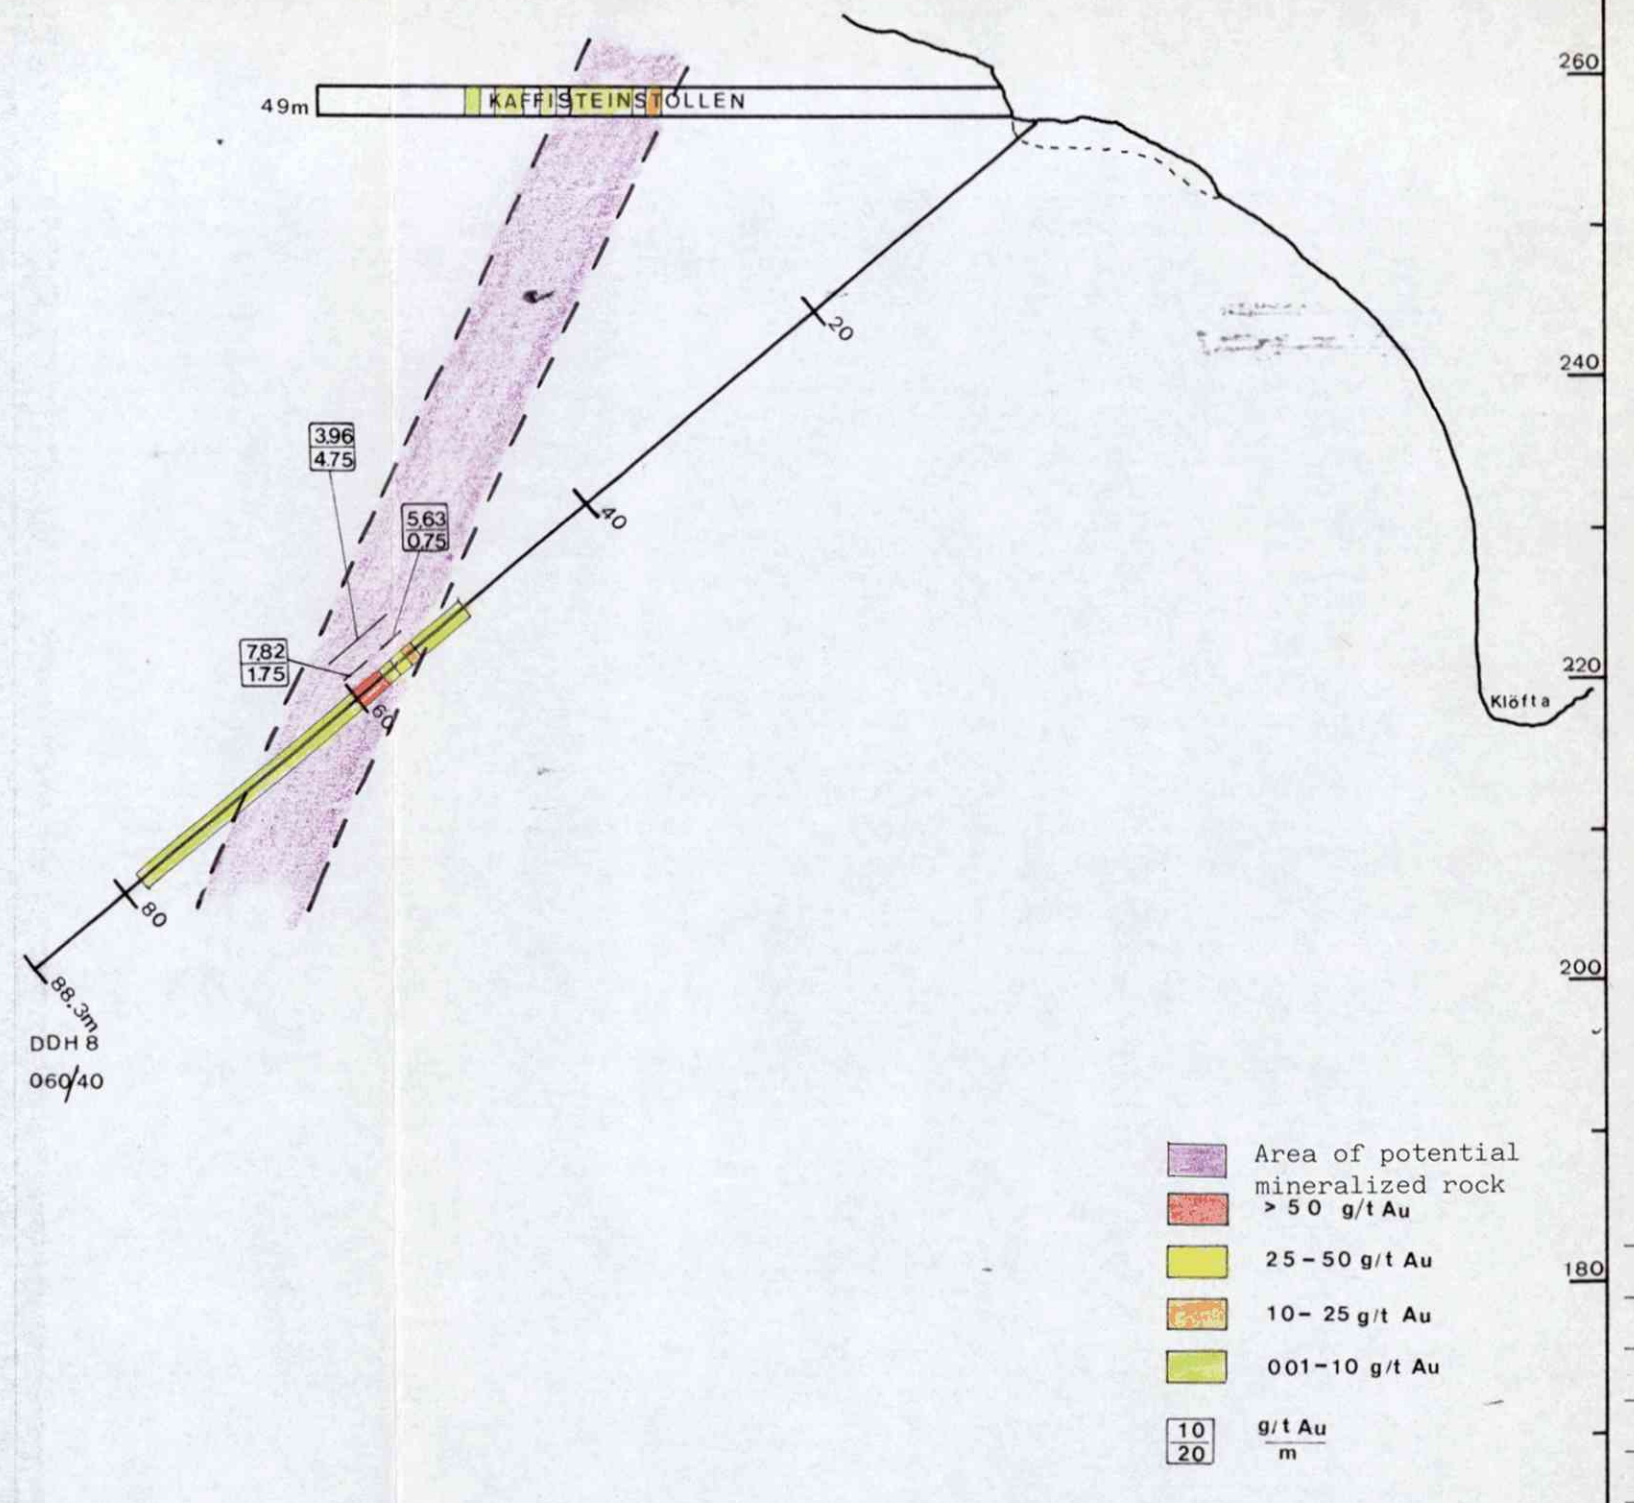 260
49m
KAFFISTEINSTOLLEN
20
240
3.96
4.75
40
5,63
0,75
7,82
1.75
220
Klöfta
60
80
200
88.3m
DDH 8
060/40
Area of potential
mineralized rock
> 50 g/t Au
180
25-50 g/t Au
10-25 g/t Au
001-10 g/t Au
10
20
g/t Au
m